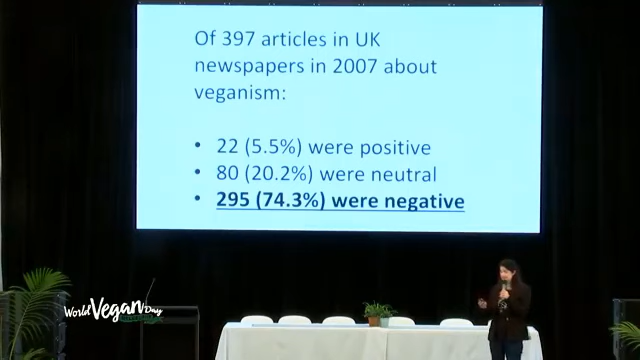 Of 397 articles in UK
newspapers in 2007 about
veganism:
• 22 (5.5%) were positive
• 80 (20.2%) were neutral
• 295 (74.3%) were negative
World Vegan Day